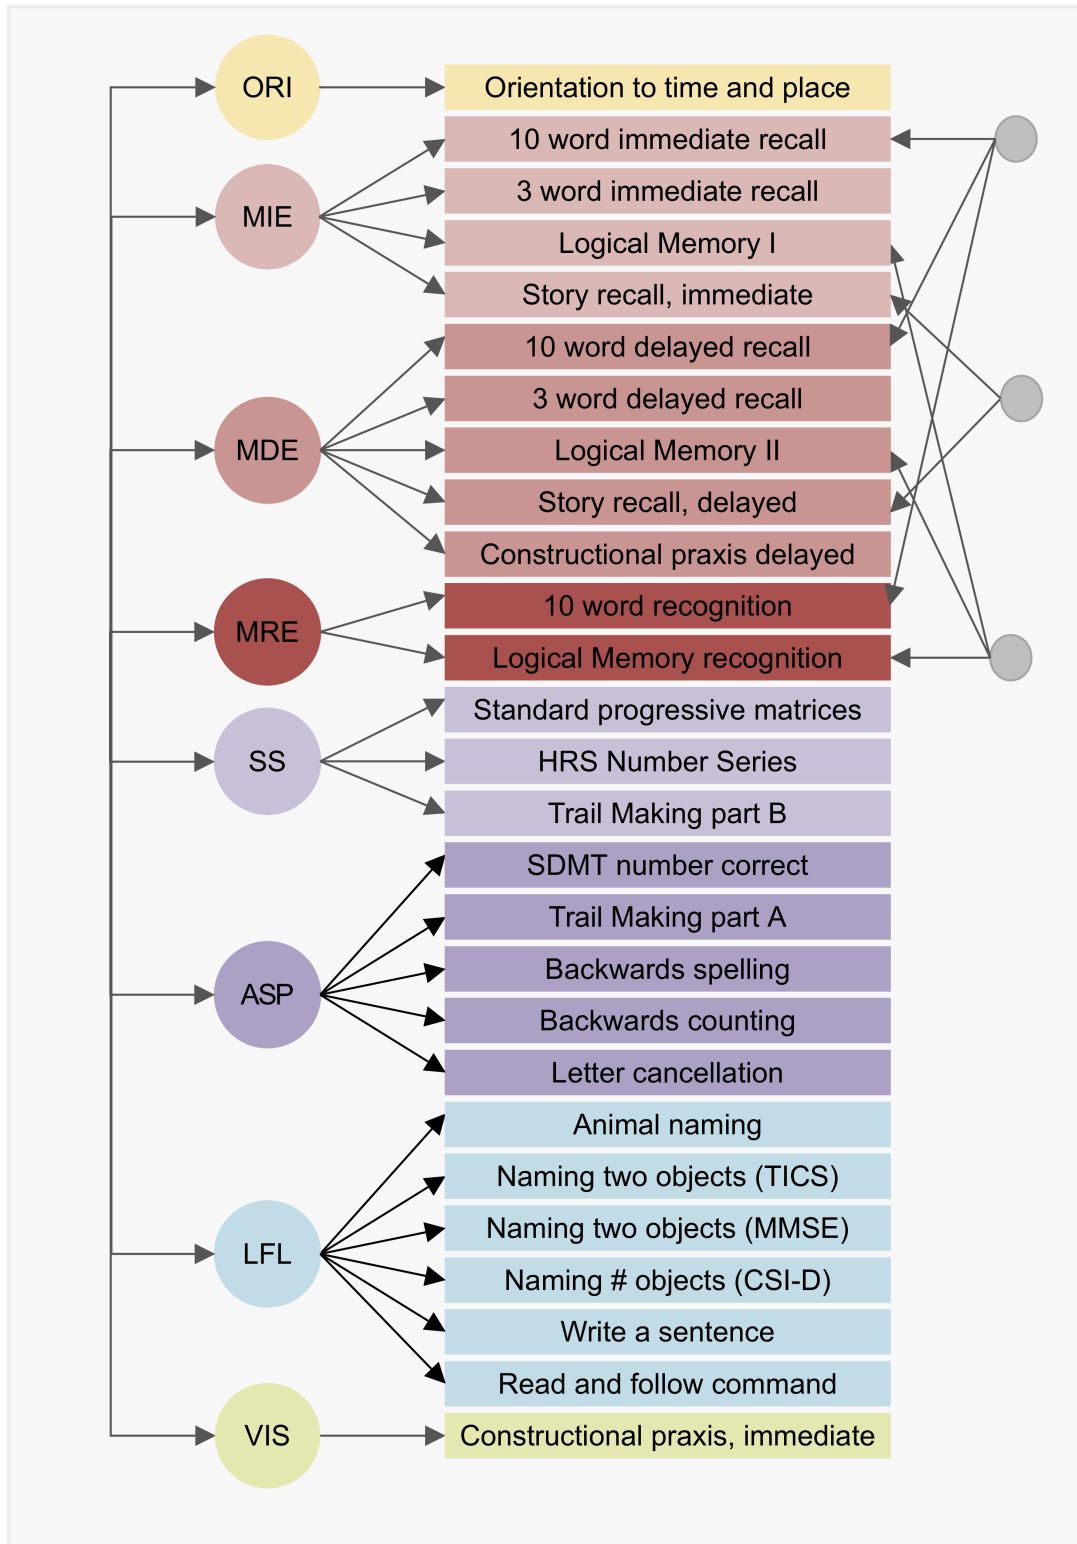 ORI
Orientation to time and place
10 word immediate recall
MIE
3 word immediate recall
Logical Memory I
Story recall, immediate
10 word delayed recall
3 word delayed recall
MDE
Logical Memory II
Story recall, delayed
Constructional praxis delayed
10 word recognition
MRE
Logical Memory recognition
Standard progressive matrices
SS
HRS Number Series
Trail Making part B
SDMT number correct
Trail Making part A
Backwards spelling
ASP
Backwards counting
Letter cancellation
Animal naming
Naming two objects (TICS)
Naming two objects (MMSE)
LFL
Naming # objects (CSI-D)
Write a sentence
Read and follow command
VIS
Constructional praxis, immediate